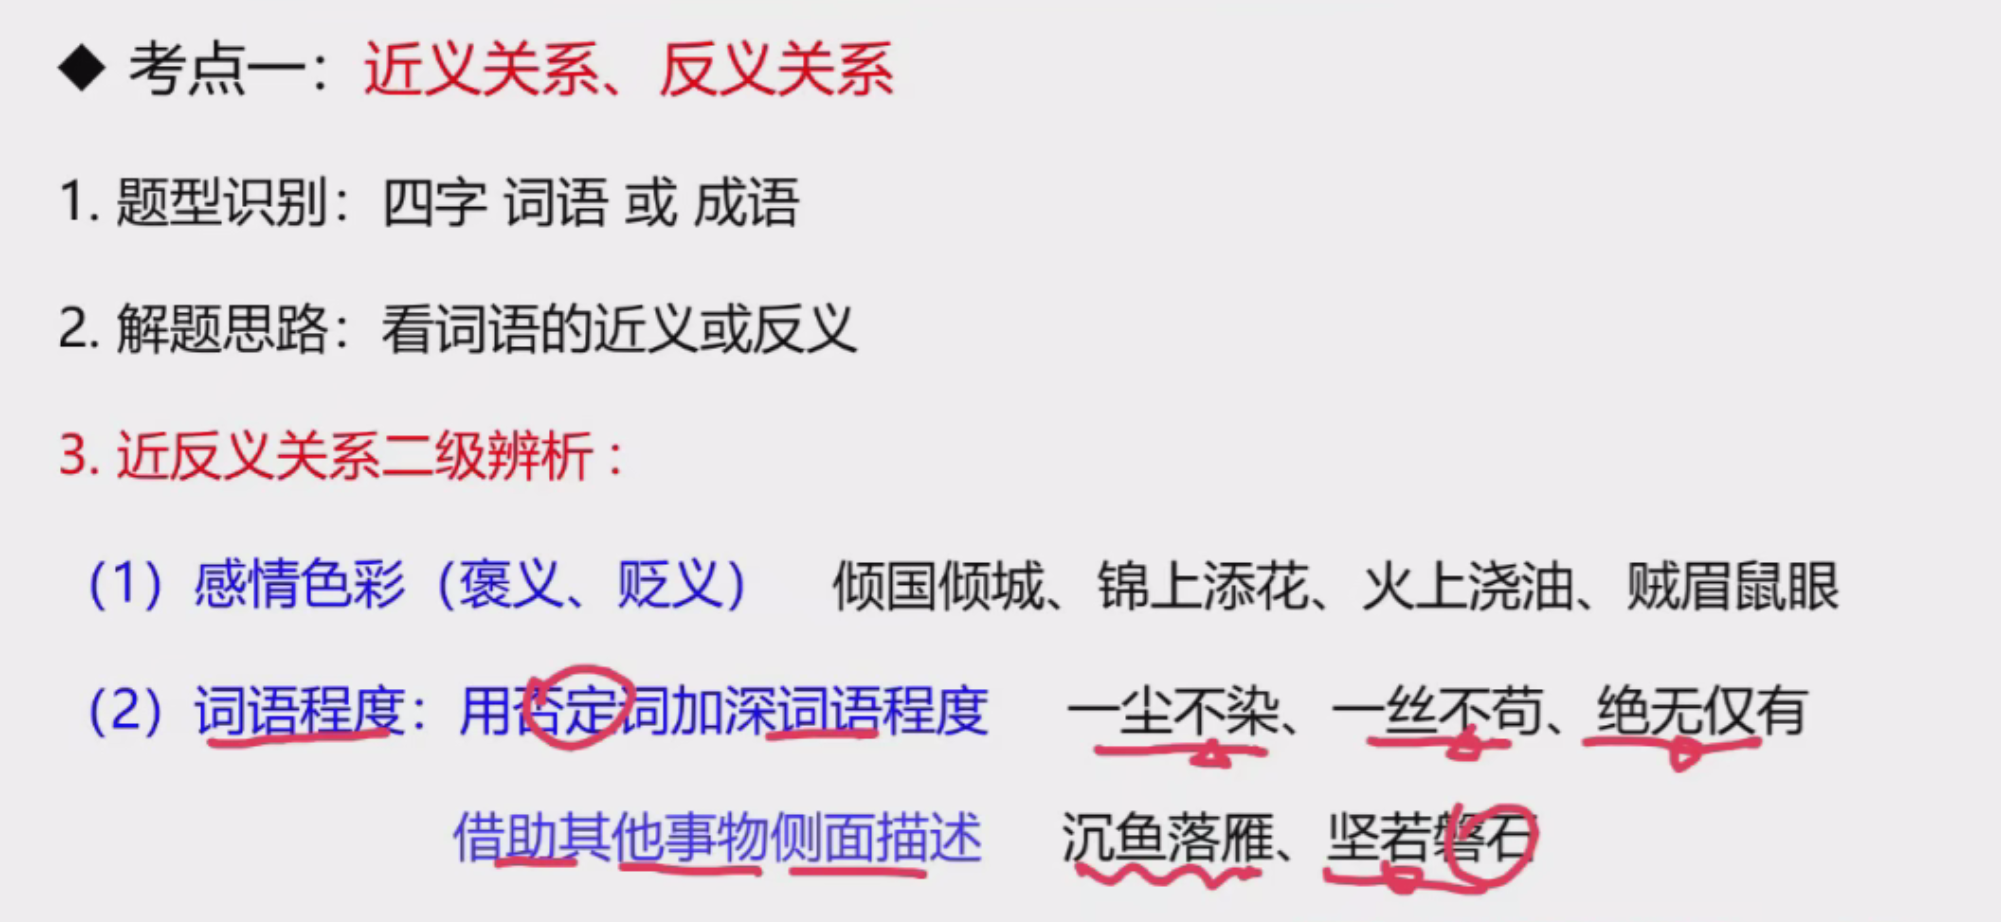 ◆ 考点一：近义关系、反义关系
1. 题型识别：四字 词语 或 成语
2. 解题思路：看词语的近义或反义
3. 近反义关系二级辨析：
（1）感情色彩（褒义、贬义） 倾国倾城、锦上添花、火上浇油、贼眉鼠眼
（2）词语程度：用否定词加深词语程度 一尘不染、一丝不苟、绝无仅有
借助其他事物侧面描述 沉鱼落雁、坚若磐石